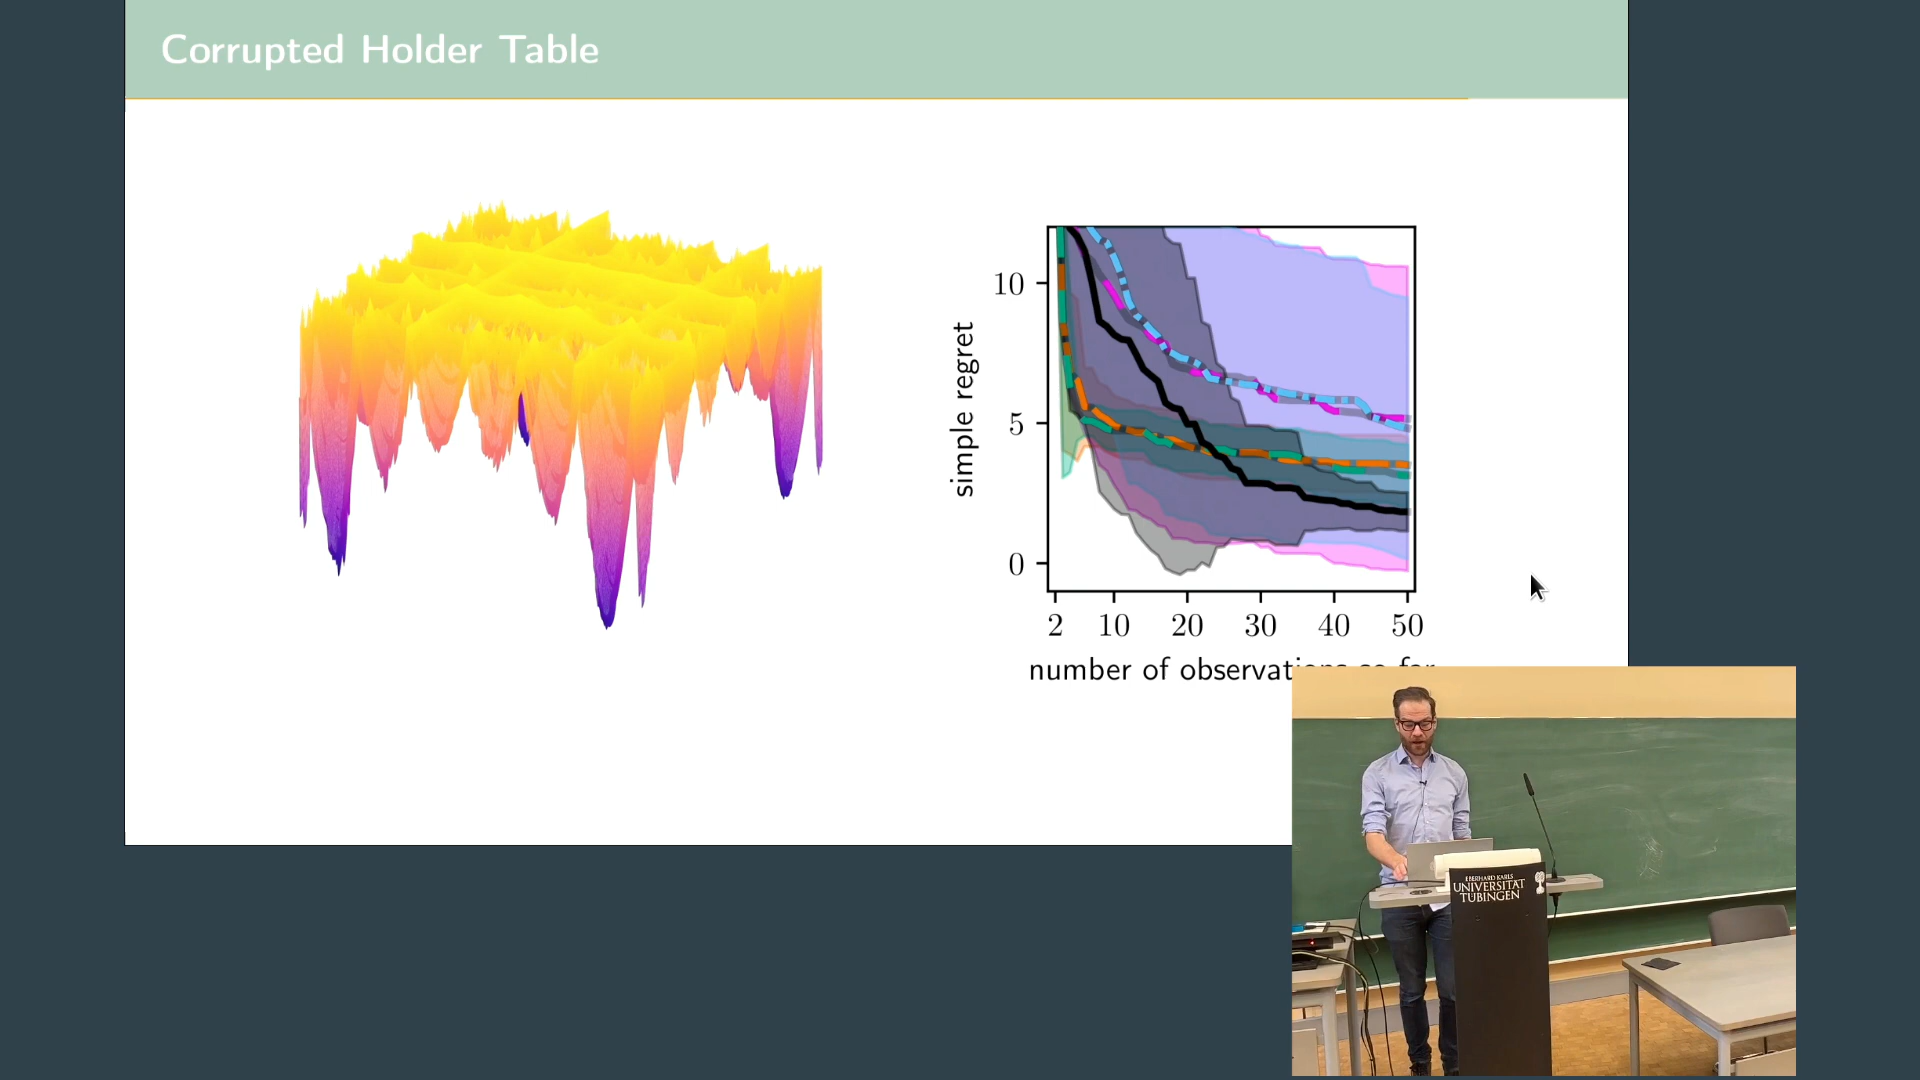 Corrupted Holder Table
10
5
0
simple regret
2 10 20 30 40 50
number of observations so far
EBERHARD KARLS
UNIVERSITÄT
TÜBINGEN